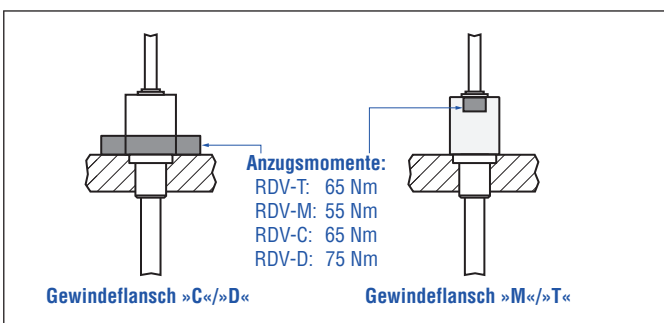 Anzugsmomente:
RDV-T: 65 Nm
RDV-M: 55 Nm
RDV-C: 65 Nm
RDV-D: 75 Nm
Gewindeflansch »C«/»D«
Gewindeflansch »M«/»T«